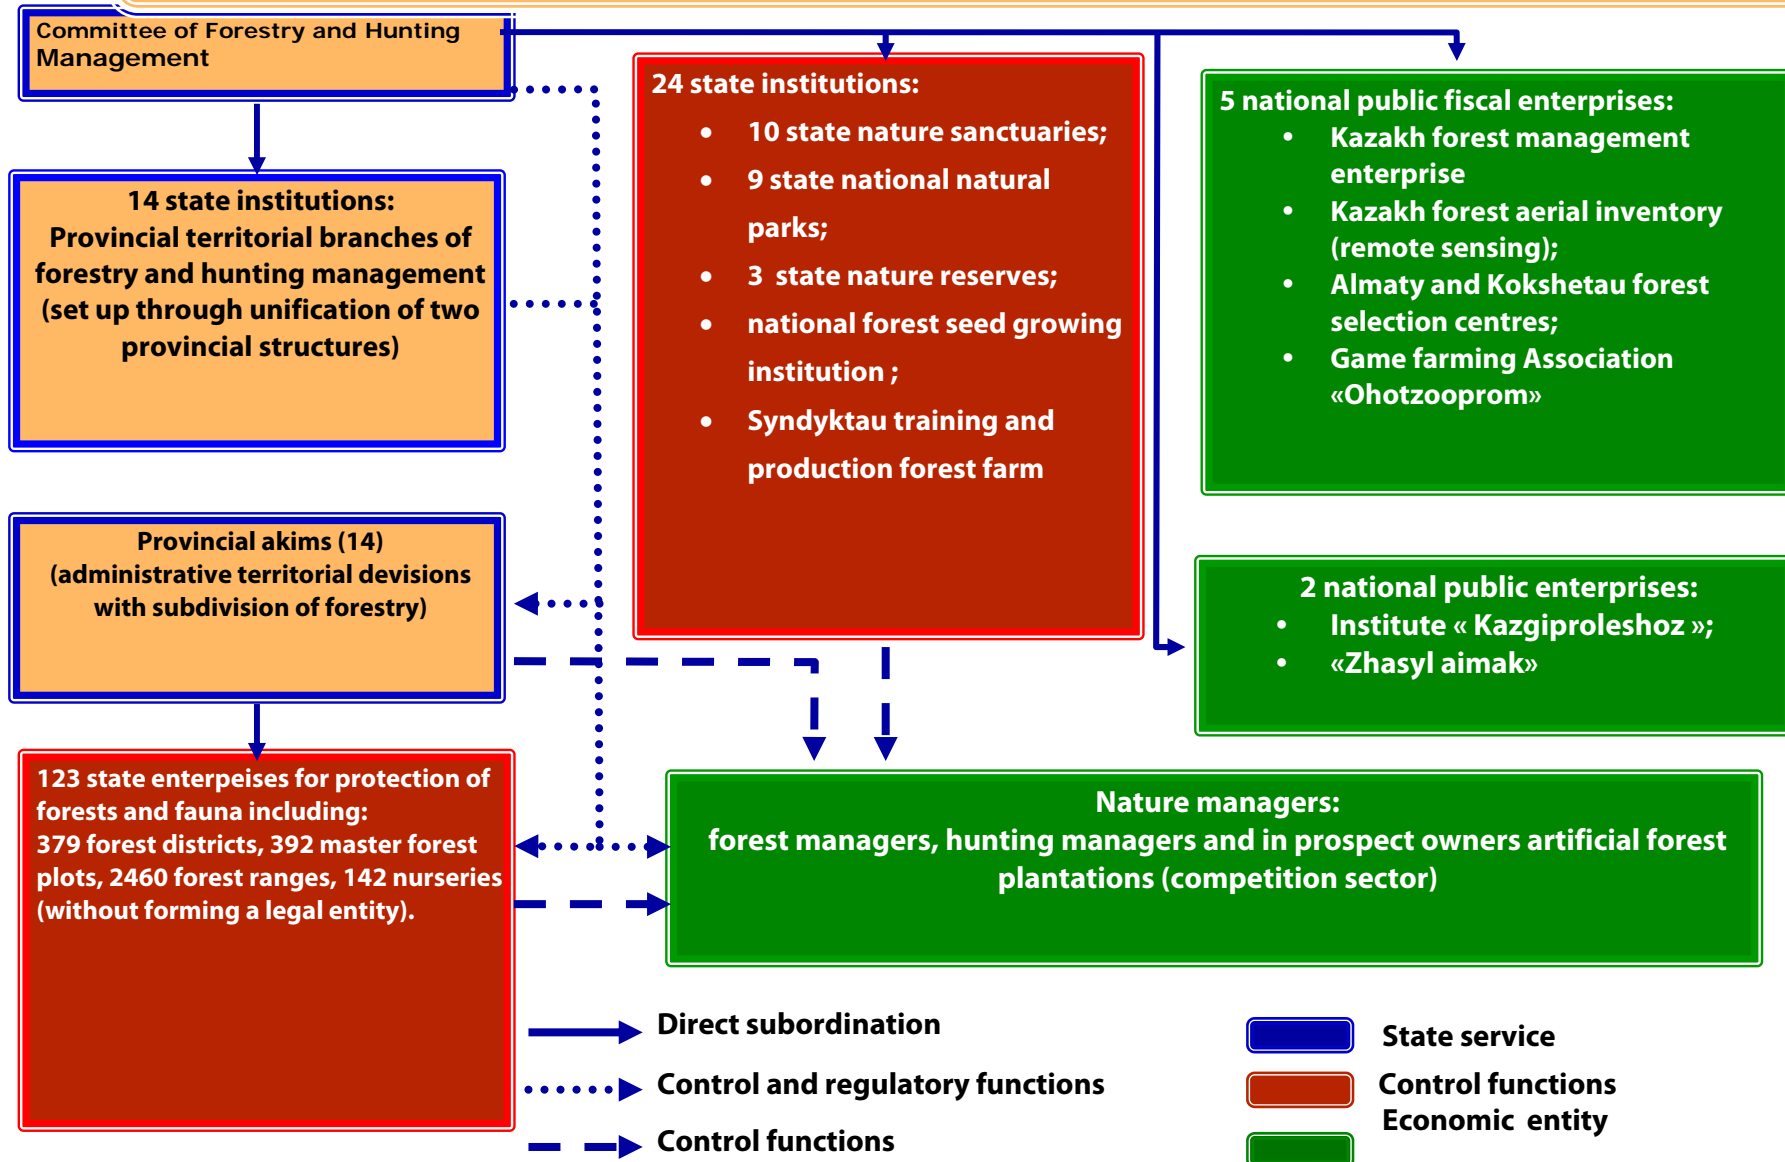 Committee of Forestry and Hunting
Management
14 state institutions:
Provincial territorial branches of
forestry and hunting management
(set up through unification of two
provincial structures)
Provincial akims (14)
(administrative territorial devisions
with subdivision of forestry)
123 state enterpeises for protection of
forests and fauna including:
379 forest districts, 392 master forest
plots, 2460 forest ranges, 142 nurseries
(without forming a legal entity).
24 state institutions:
• 10 state nature sanctuaries;
• 9 state national natural
parks;
• 3 state nature reserves;
• national forest seed growing
institution ;
• Syndyktau training and
production forest farm
5 national public fiscal enterprises:
• Kazakh forest management
enterprise
• Kazakh forest aerial inventory
(remote sensing);
• Almaty and Kokshetau forest
selection centres;
• Game farming Association
«Ohotzooprom»
2 national public enterprises:
• Institute « Kazgiproleshoz »;
• «Zhasyl aimak»
Nature managers:
forest managers, hunting managers and in prospect owners artificial forest
plantations (competition sector)
Direct subordination
Control and regulatory functions
Control functions
State service
Control functions
Economic entity